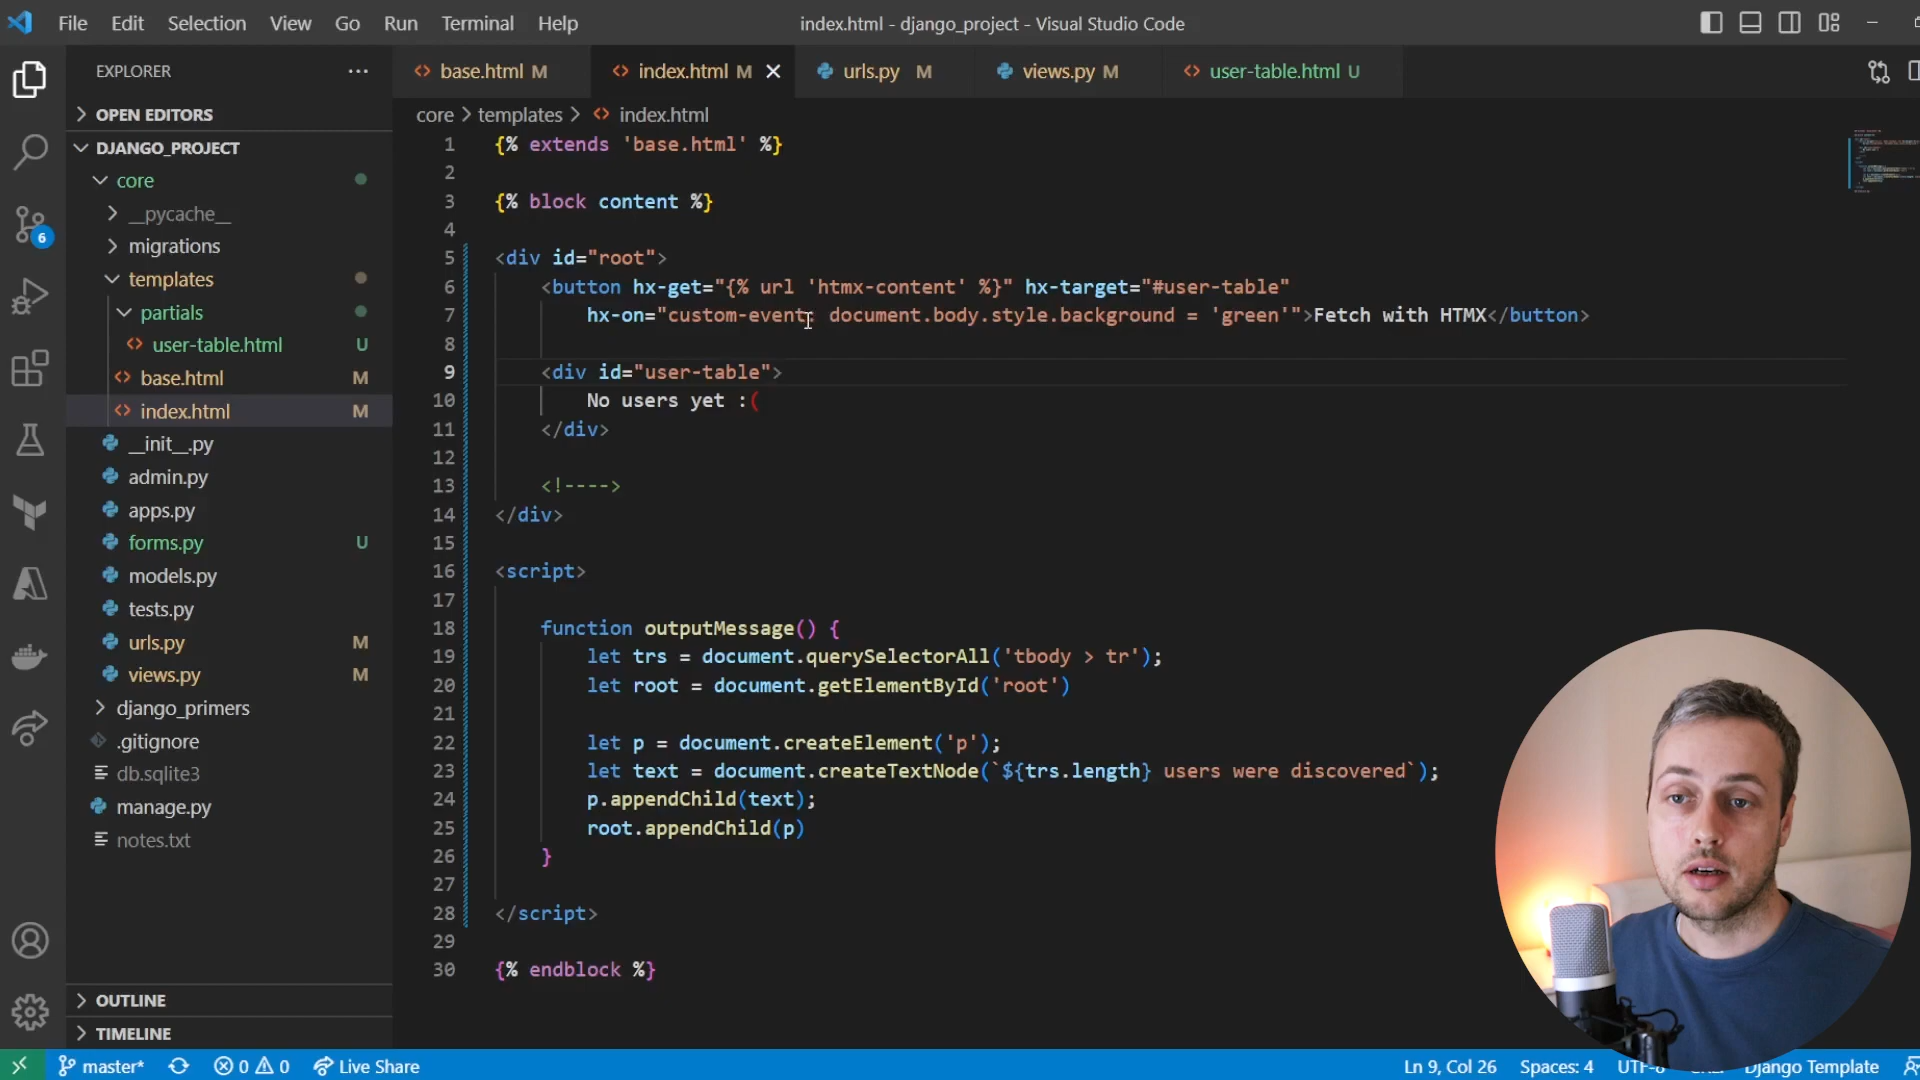 File Edit Selection View Go Run Terminal Help index.html - django_project - Visual Studio Code
EXPLORER ··· base.html M index.html M urls.py M views.py M user-table.html U
OPEN EDITORS
DJANGO_PROJECT
core
__pycache__
migrations
templates
partials
user-table.html U
base.html M
index.html M
__init__.py
admin.py
apps.py
forms.py U
models.py
tests.py
urls.py M
views.py M
django_primers
.gitignore
db.sqlite3
manage.py
notes.txt
OUTLINE
TIMELINE
6
core > templates > index.html
1 {% extends 'base.html' %}
2
3 {% block content %}
4
5 <div id="root">
6 <button hx-get="{% url 'htmx-content' %}" hx-target="#user-table"
7 hx-on="custom-event: document.body.style.background = 'green'">Fetch with HTMX</button>
8
9 <div id="user-table">
10 No users yet :(
11 </div>
12
13 <!---->
14 </div>
15
16 <script>
17
18 function outputMessage() {
19 let trs = document.querySelectorAll('tbody > tr');
20 let root = document.getElementById('root')
21
22 let p = document.createElement('p');
23 let text = document.createTextNode(`${trs.length} users were discovered`);
24 p.appendChild(text);
25 root.appendChild(p)
26 }
27
28 </script>
29
30 {% endblock %}
master* 0 0 Live Share Ln 9, Col 26 Spaces: 4 UTF-8 Django Template